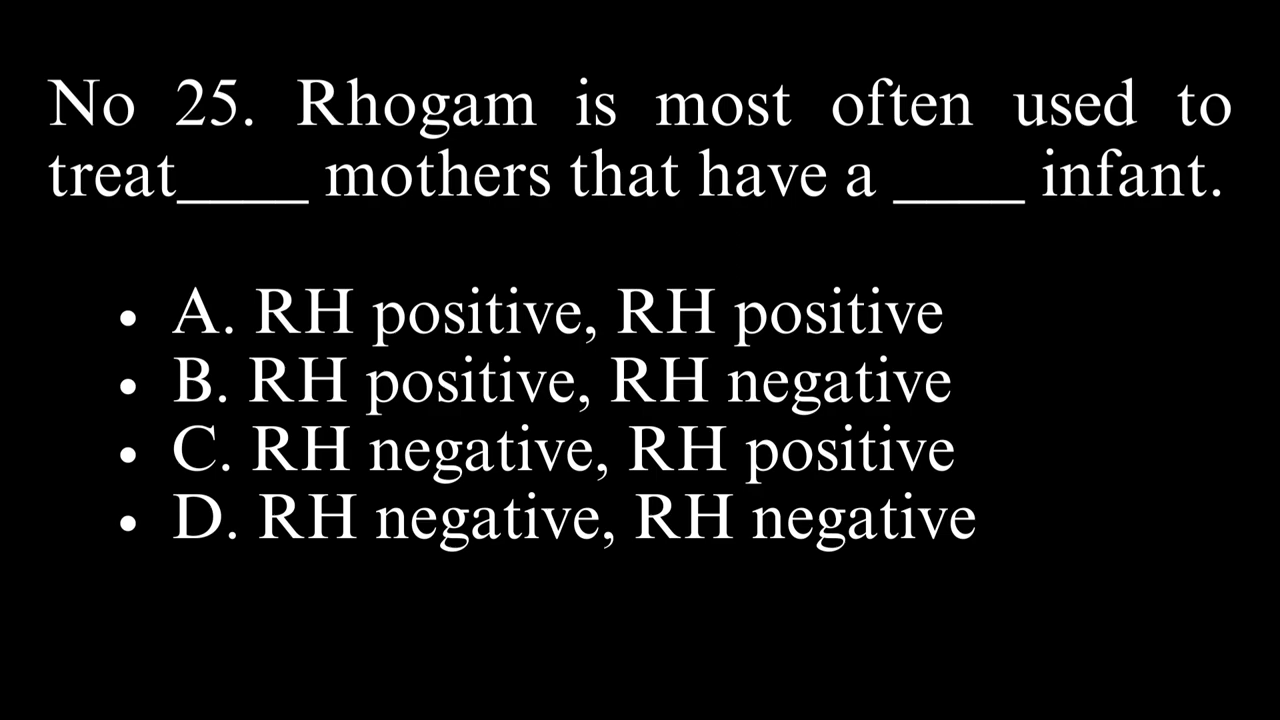 No 25. Rhogam is most often used to
treat____ mothers that have a ____ infant.
• A. RH positive, RH positive
• B. RH positive, RH negative
• C. RH negative, RH positive
• D. RH negative, RH negative